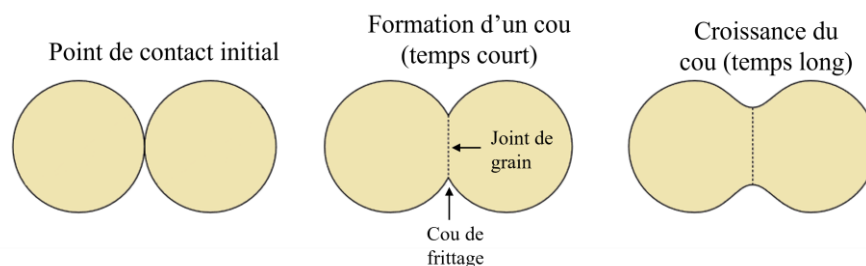 Point de contact initial
Formation d'un cou
(temps court)
Joint de
grain
Cou de
frittage
Croissance du
cou (temps long)